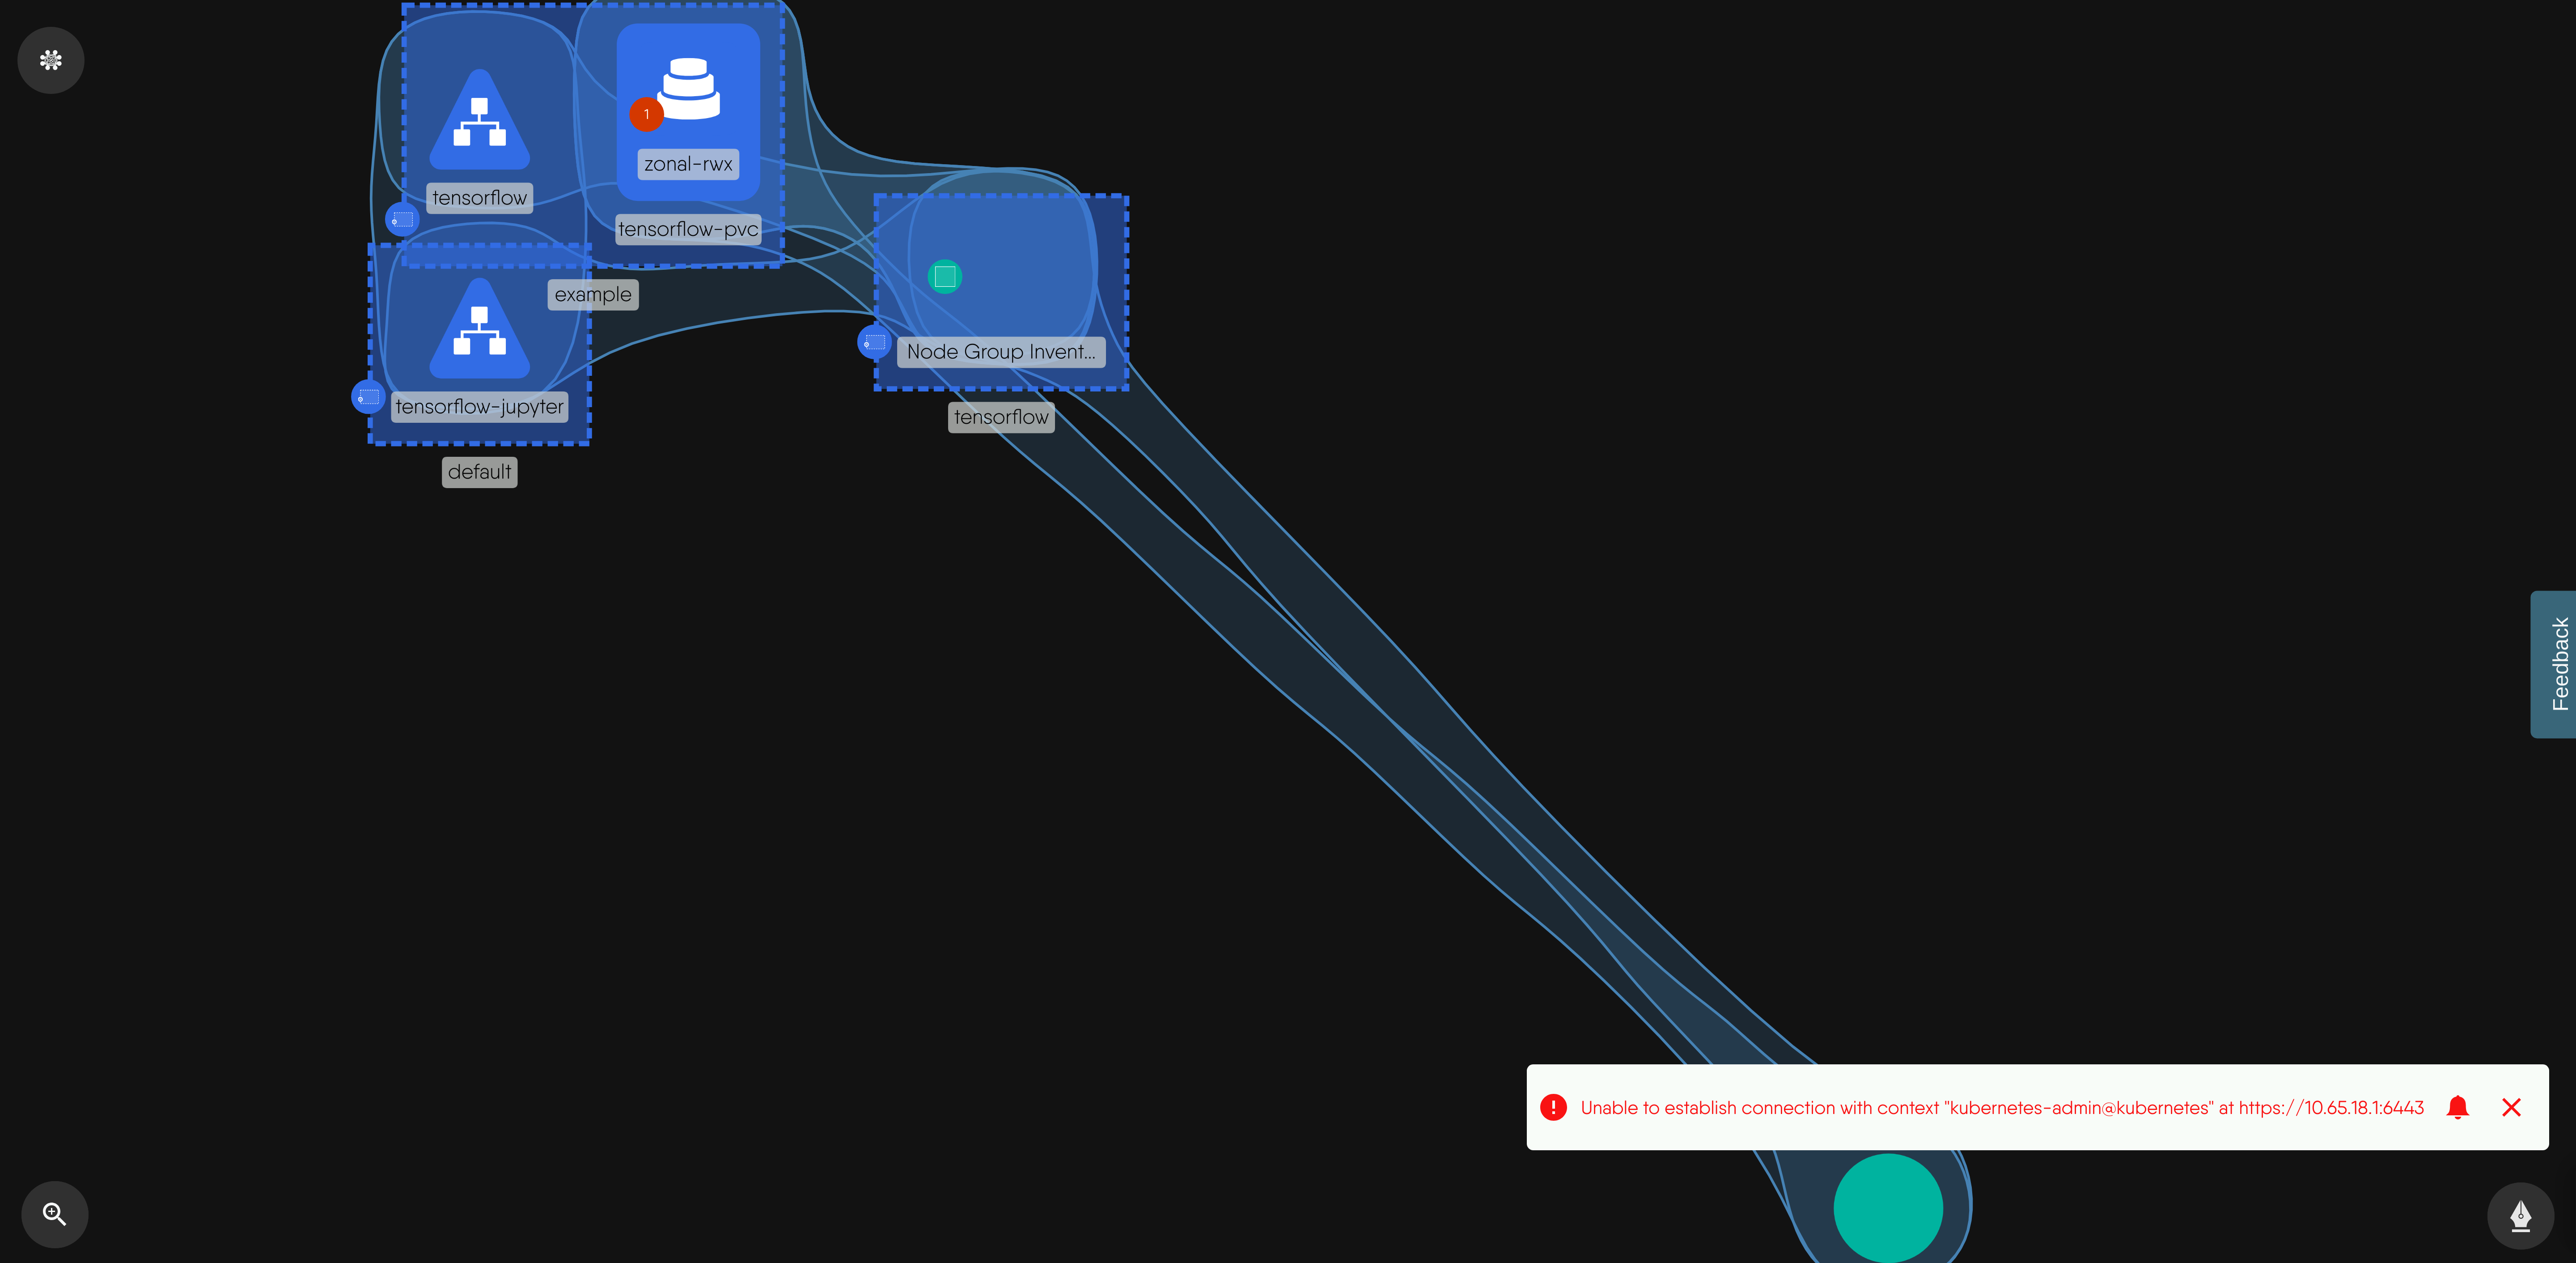 1
zonal-rwx
tensorflow
tensorflow-pvc
example
Node Group Invent...
tensorflow-jupyter
tensorflow
default
Feedback
Unable to establish connection with context "kubernetes-admin@kubernetes" at https://10.65.18.1:6443